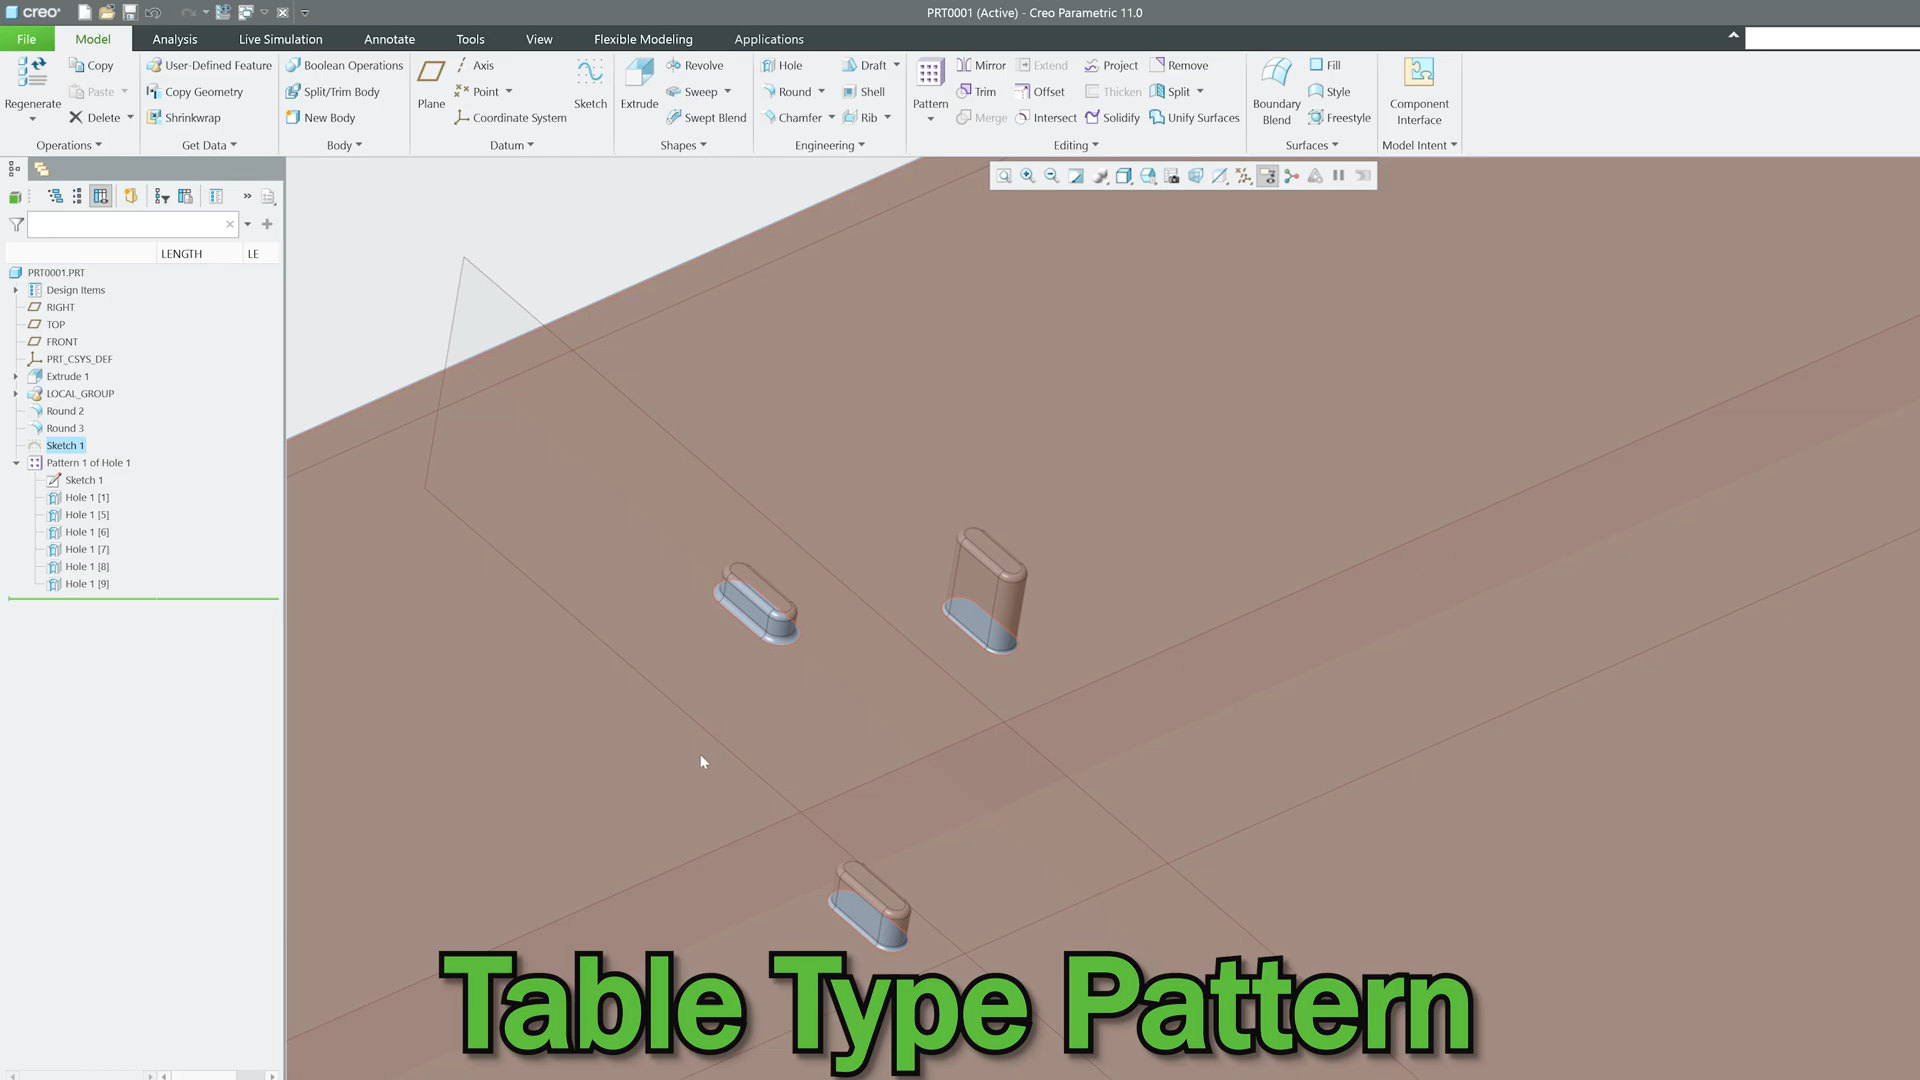 creo
PRT0001 (Active) - Creo Parametric 11.0
File Model Analysis Live Simulation Annotate Tools View Flexible Modeling Applications
Regenerate
Copy
Paste
Delete
Operations
User-Defined Feature
Copy Geometry
Shrinkwrap
Get Data
Boolean Operations
Split/Trim Body
New Body
Body
Plane
Axis
Point
Coordinate System
Sketch
Datum
Extrude
Revolve
Sweep
Swept Blend
Shapes
Hole
Round
Chamfer
Draft
Shell
Rib
Engineering
Pattern
Mirror
Trim
Merge
Extend
Offset
Intersect
Project
Thicken
Solidify
Remove
Split
Unify Surfaces
Editing
Boundary
Blend
Fill
Style
Freestyle
Surfaces
Component
Interface
Model Intent
LENGTH LE
PRT0001.PRT
Design Items
RIGHT
TOP
FRONT
PRT_CSYS_DEF
Extrude 1
LOCAL_GROUP
Round 2
Round 3
Sketch 1
Pattern 1 of Hole 1
Sketch 1
Hole 1 [1]
Hole 1 [5]
Hole 1 [6]
Hole 1 [7]
Hole 1 [8]
Hole 1 [9]
Table Type Pattern